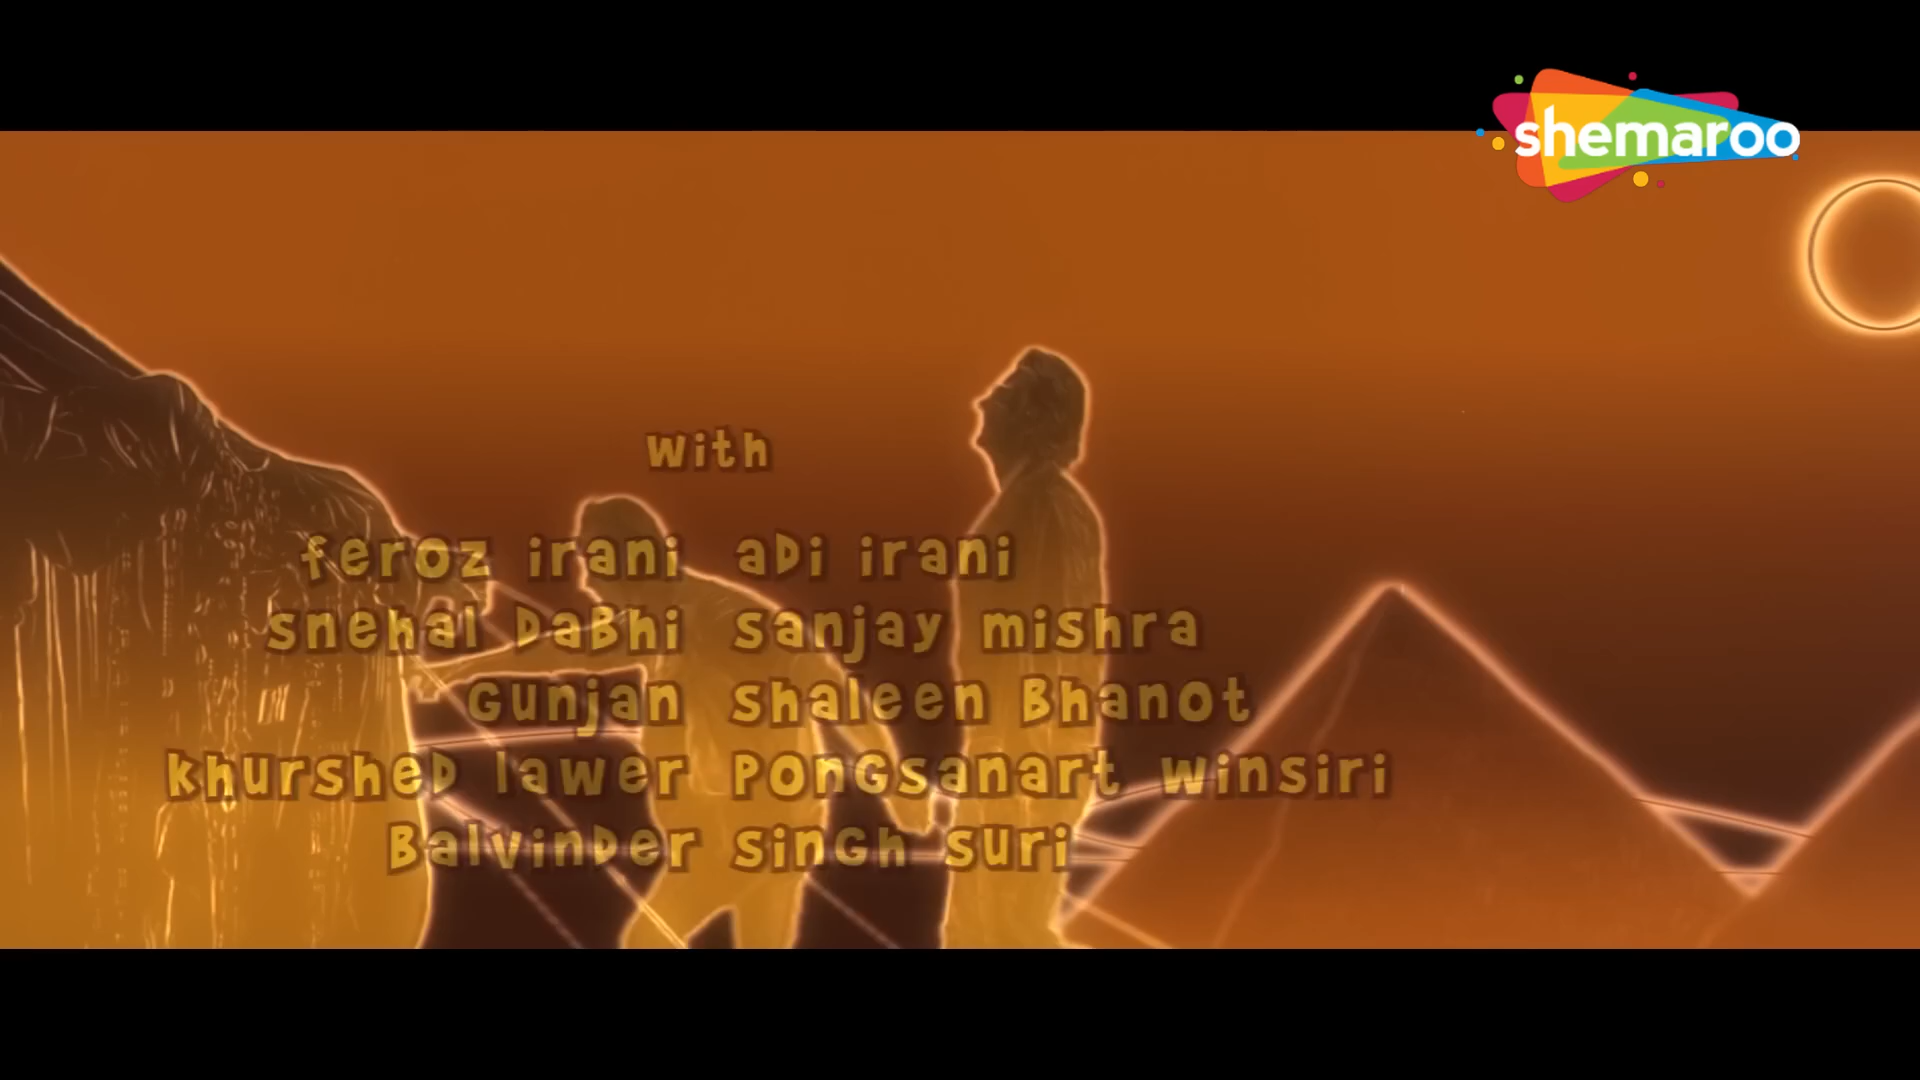 shemaroo
with
feroz irani adi irani
snehal dabhi sanjay mishra
gunjan shaleen bhanot
khurshed lawer pongsanart winsiri
balvinder singh suri